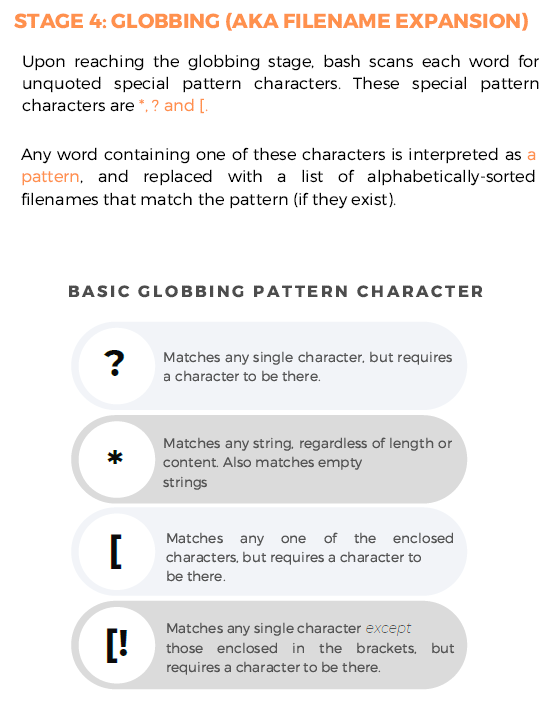 STAGE 4: GLOBBING (AKA FILENAME EXPANSION)
Upon reaching the globbing stage, bash scans each word for
unquoted special pattern characters. These special pattern
characters are *, ? and [.
Any word containing one of these characters is interpreted as a
pattern, and replaced with a list of alphabetically-sorted
filenames that match the pattern (if they exist).
BASIC GLOBBING PATTERN CHARACTER
?
Matches any single character, but requires
a character to be there.
*
Matches any string, regardless of length or
content. Also matches empty
strings
[
Matches any one of the enclosed
characters, but requires a character to
be there.
[!
Matches any single character except
those enclosed in the brackets, but
requires a character to be there.